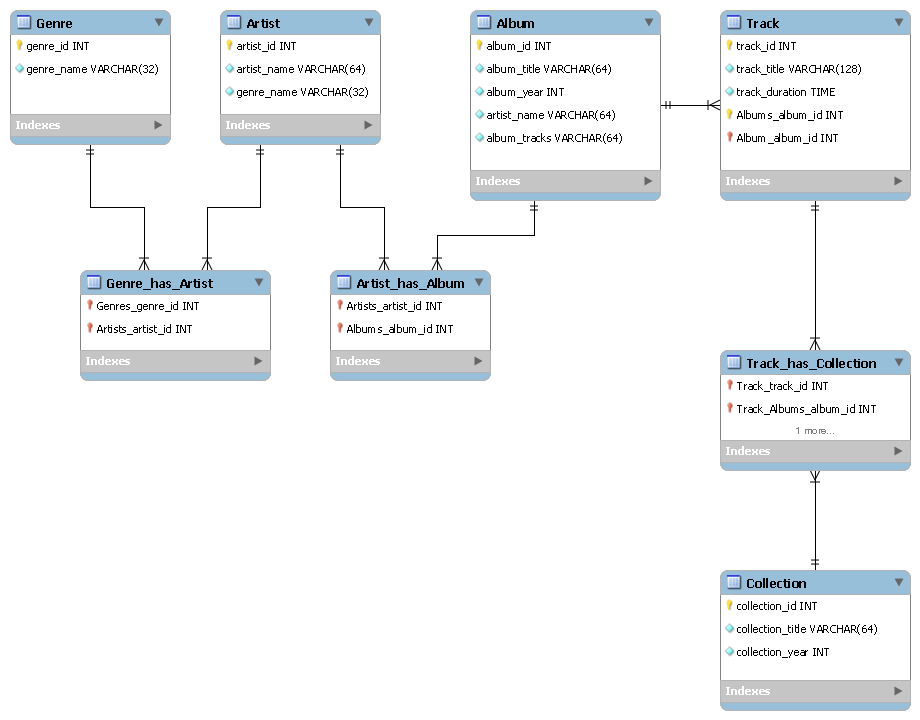 Genre
genre_id INT
genre_name VARCHAR(32)
Indexes
Artist
artist_id INT
artist_name VARCHAR(64)
genre_name VARCHAR(32)
Indexes
Album
album_id INT
album_title VARCHAR(64)
album_year INT
artist_name VARCHAR(64)
album_tracks VARCHAR(64)
Indexes
Track
track_id INT
track_title VARCHAR(128)
track_duration TIME
Albums_album_id INT
Album_album_id INT
Indexes
Genre_has_Artist
Genres_genre_id INT
Artists_artist_id INT
Indexes
Artist_has_Album
Artists_artist_id INT
Albums_album_id INT
Indexes
Track_has_Collection
Track_track_id INT
Track_Albums_album_id INT
1 more...
Indexes
Collection
collection_id INT
collection_title VARCHAR(64)
collection_year INT
Indexes